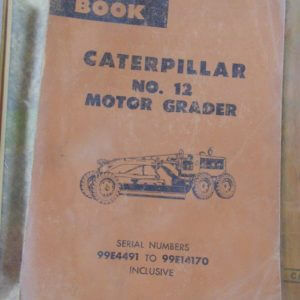 BOOK
CATERPILLAR
NO. 12
MOTOR GRADER
SERIAL NUMBERS
99E4491 TO 99E14170
INCLUSIVE